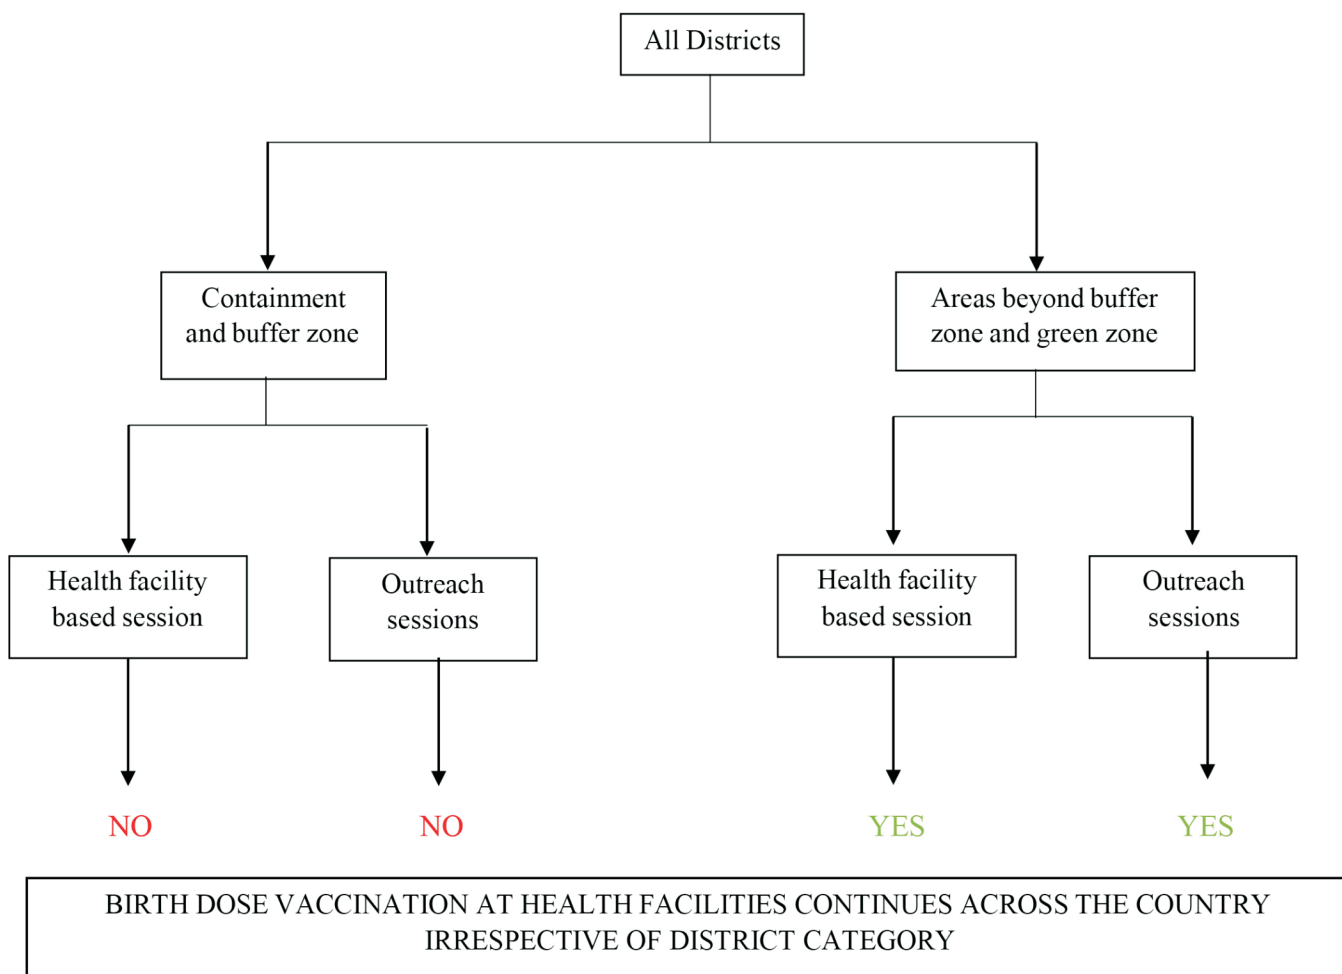 All Districts
Containment
and buffer zone
Areas beyond buffer
zone and green zone
Health facility
based session
Outreach
sessions
Health facility
based session
Outreach
sessions
NO
NO
YES
YES
BIRTH DOSE VACCINATION AT HEALTH FACILITIES CONTINUES ACROSS THE COUNTRY
IRRESPECTIVE OF DISTRICT CATEGORY